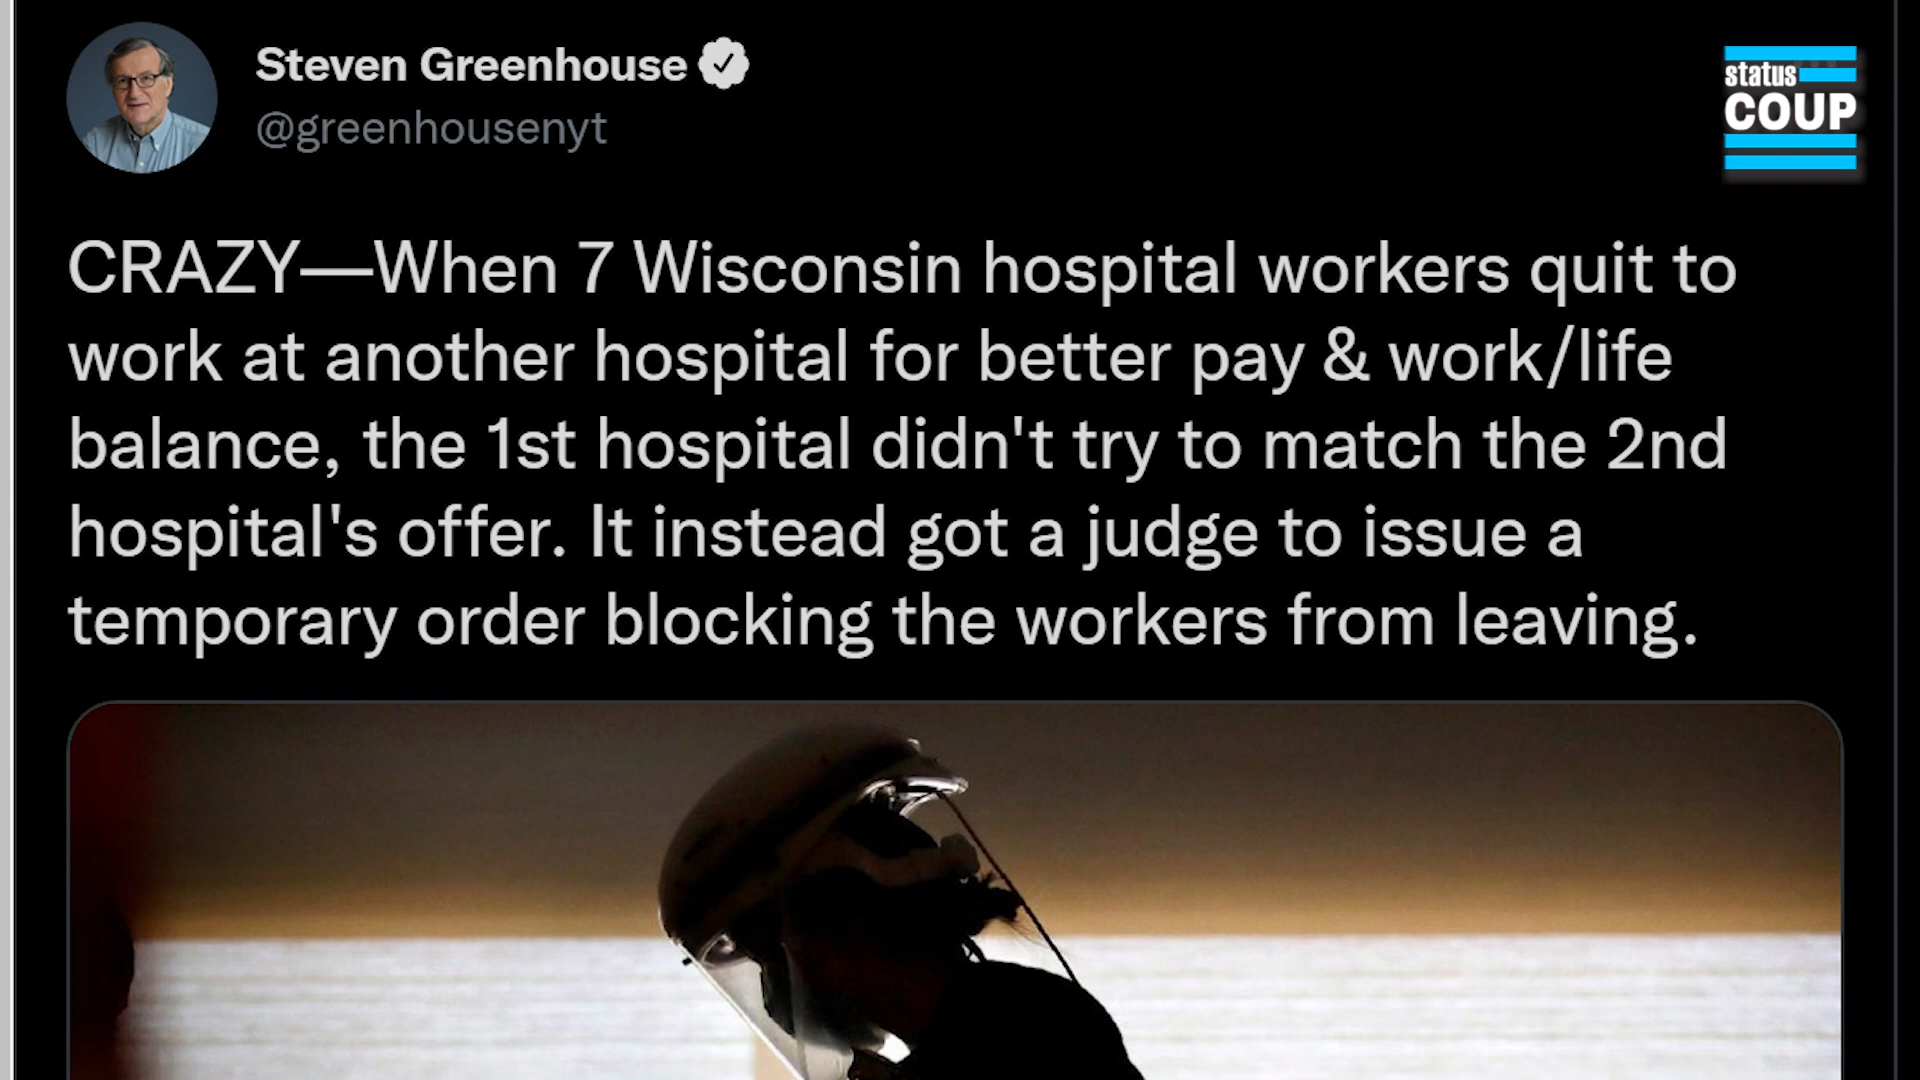 Steven Greenhouse
@greenhousenyt
status
COUP
CRAZY—When 7 Wisconsin hospital workers quit to
work at another hospital for better pay & work/life
balance, the 1st hospital didn't try to match the 2nd
hospital's offer. It instead got a judge to issue a
temporary order blocking the workers from leaving.